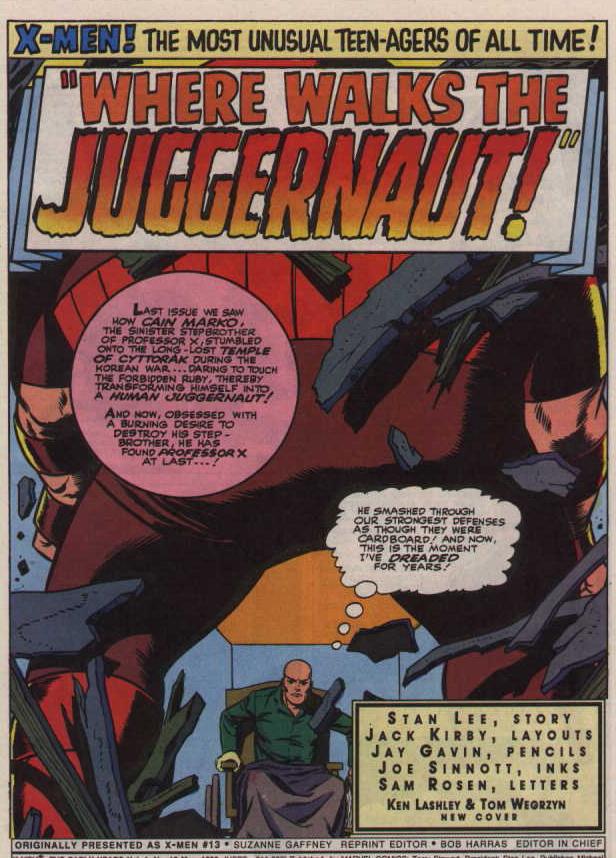 X-MEN! THE MOST UNUSUAL TEEN-AGERS OF ALL TIME!
"WHERE WALKS THE
JUGGERNAUT!"
LAST ISSUE WE SAW
HOW CAIN MARKO,
THE SINISTER STEPBROTHER
OF PROFESSOR X, STUMBLED
ONTO THE LONG-LOST TEMPLE
OF CYTTORAK DURING THE
KOREAN WAR... DARING TO TOUCH
THE FORBIDDEN RUBY, THEREBY
TRANSFORMING HIMSELF INTO
A HUMAN JUGGERNAUT!
AND NOW, OBSESSED WITH
A BURNING DESIRE TO
DESTROY HIS STEP-
BROTHER, HE HAS
FOUND PROFESSOR X
AT LAST...!
HE SMASHED THROUGH
OUR STRONGEST DEFENSES
AS THOUGH THEY WERE
CARDBOARD! AND NOW,
THIS IS THE MOMENT
I'VE DREADED
FOR YEARS!
STAN LEE, STORY
JACK KIRBY, LAYOUTS
JAY GAVIN, PENCILS
JOE SINNOTT, INKS
SAM ROSEN, LETTERS
KEN LASHLEY & TOM WEGRZYN
NEW COVER
ORIGINALLY PRESENTED AS X-MEN #13 • SUZANNE GAFFNEY REPRINT EDITOR • BOB HARRAS EDITOR IN CHIEF